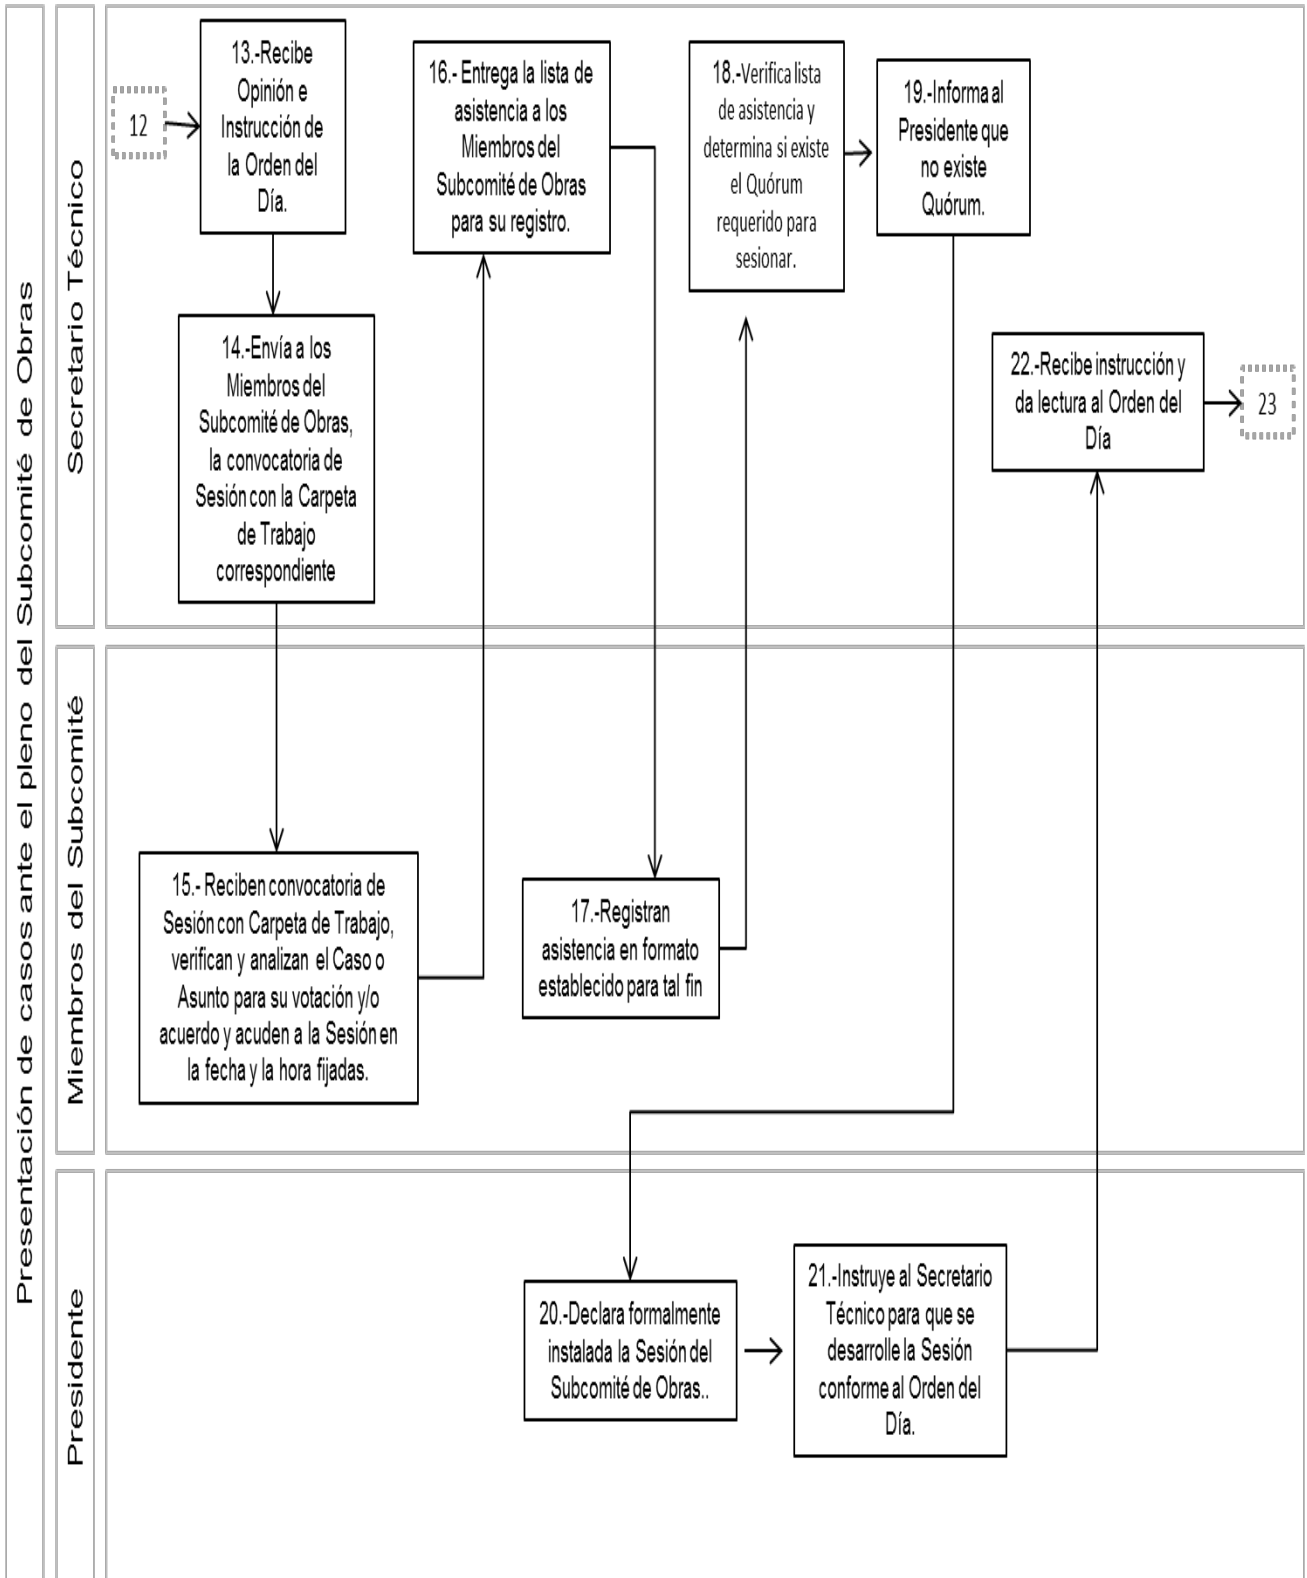 Presentación de casos ante el pleno del Subcomité de Obras
Secretario Técnico
12
13.-Recibe
Opinión e
Instrucción de
la Orden del
Día.
14.-Envía a los
Miembros del
Subcomité de Obras,
la convocatoria de
Sesión con la Carpeta
de Trabajo
correspondiente
16.- Entrega la lista de
asistencia a los
Miembros del
Subcomité de Obras
para su registro.
18.-Verifica lista
de asistencia y
determina si existe
el Quórum
requerido para
sesionar.
19.-Informa al
Presidente que
no existe
Quórum.
22.-Recibe instrucción y
da lectura al Orden del
Día
23
Miembros del Subcomité
15.- Reciben convocatoria de
Sesión con Carpeta de Trabajo,
verifican y analizan el Caso o
Asunto para su votación y/o
acuerdo y acuden a la Sesión en
la fecha y la hora fijadas.
17.-Registran
asistencia en formato
establecido para tal fin
Presidente
20.-Declara formalmente
instalada la Sesión del
Subcomité de Obras..
21.-Instruye al Secretario
Técnico para que se
desarrolle la Sesión
conforme al Orden del
Día.